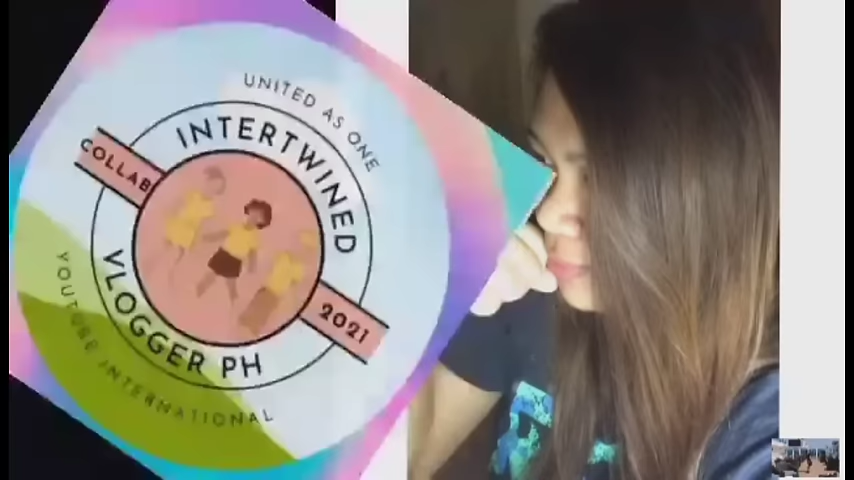 UNITED AS ONE
INTERTWINED
COLLAB
2021
VLOGGER PH
YOUTUBE INTERNATIONAL